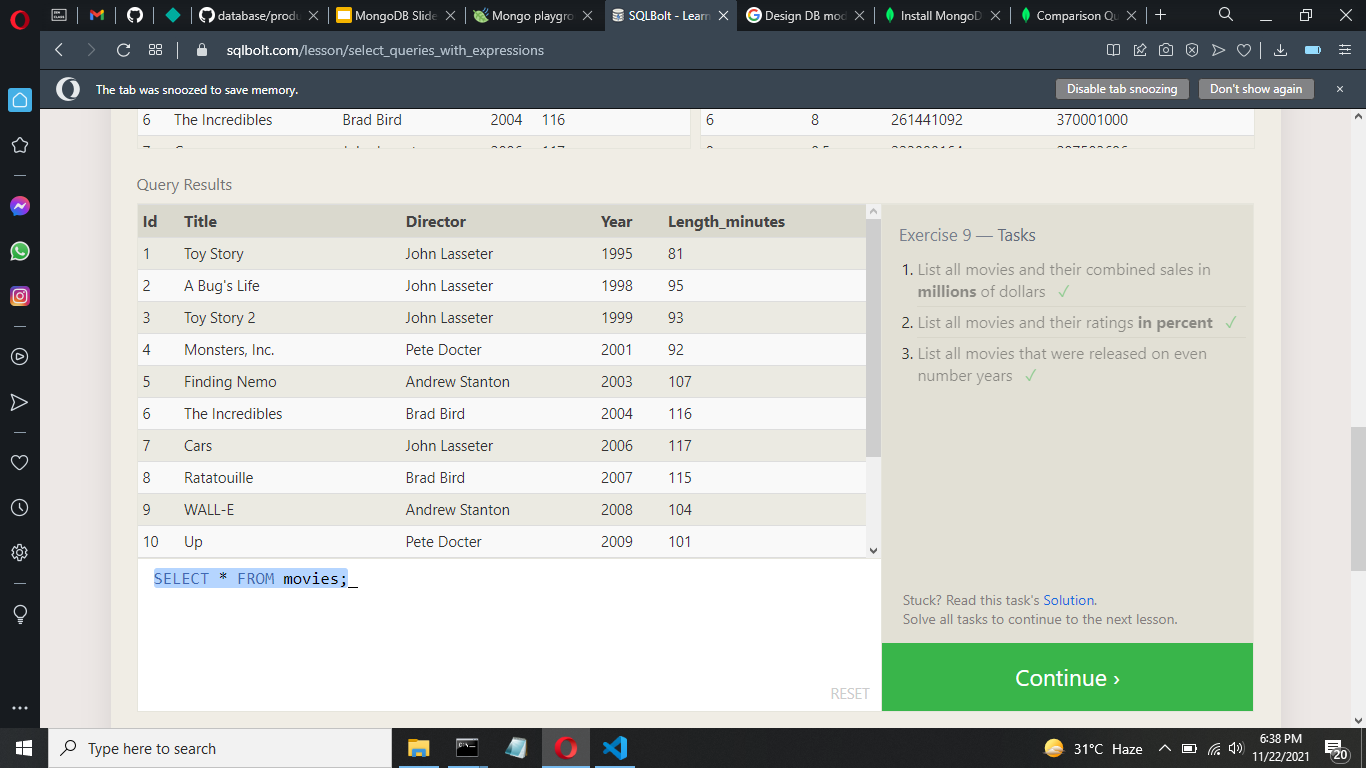 database/produ
MongoDB Slide
Mongo playgro
SQLBolt - Learn
Design DB mod
Install MongoD
Comparison Qu
sqlbolt.com/lesson/select_queries_with_expressions
The tab was snoozed to save memory.
Disable tab snoozing
Don't show again
6 The Incredibles Brad Bird 2004 116
6 8 261441092 370001000
Query Results
Id Title Director Year Length_minutes
1 Toy Story John Lasseter 1995 81
2 A Bug's Life John Lasseter 1998 95
3 Toy Story 2 John Lasseter 1999 93
4 Monsters, Inc. Pete Docter 2001 92
5 Finding Nemo Andrew Stanton 2003 107
6 The Incredibles Brad Bird 2004 116
7 Cars John Lasseter 2006 117
8 Ratatouille Brad Bird 2007 115
9 WALL-E Andrew Stanton 2008 104
10 Up Pete Docter 2009 101
SELECT * FROM movies;
RESET
Exercise 9 — Tasks
1. List all movies and their combined sales in
millions of dollars ✓
2. List all movies and their ratings in percent ✓
3. List all movies that were released on even
number years ✓
Stuck? Read this task's Solution.
Solve all tasks to continue to the next lesson.
Continue ›
Type here to search
31°C Haze
6:38 PM
11/22/2021
20